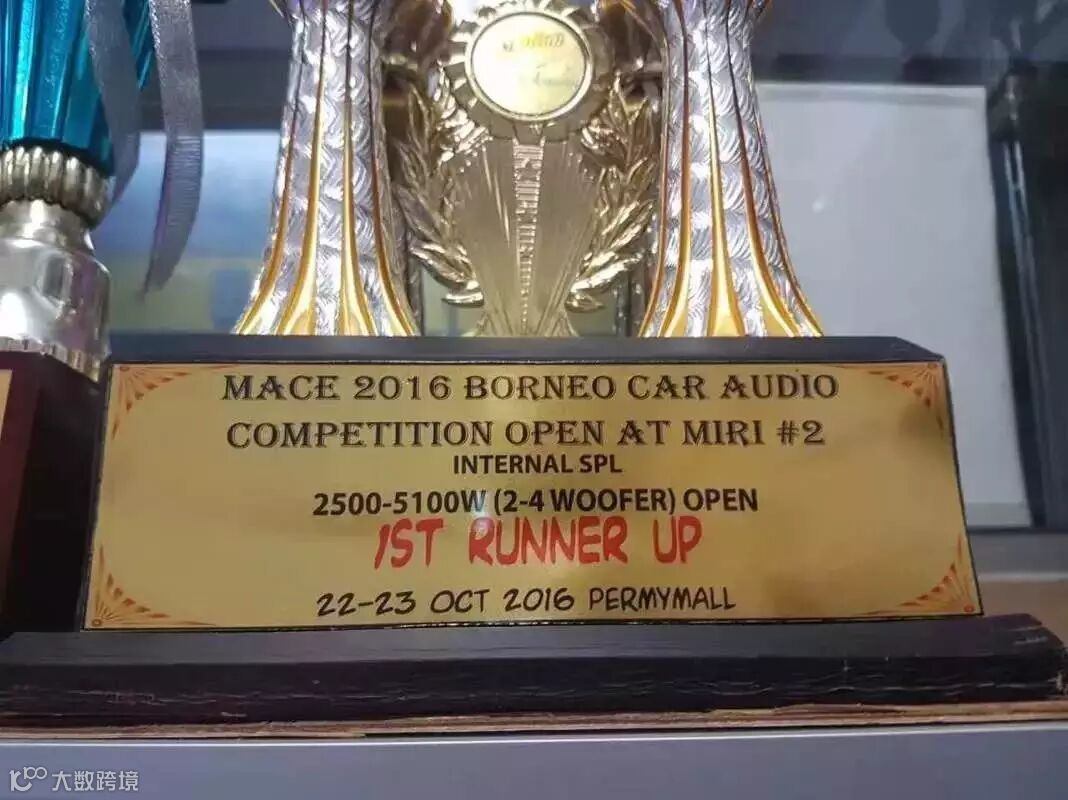 MACE 2016 BORNEO CAR AUDIO
COMPETITION OPEN AT MIRI #2
INTERNAL SPL
2500-5100W (2-4 WOOFER) OPEN
1ST RUNNER UP
22-23 OCT 2016 PERMYMALL
大数跨境